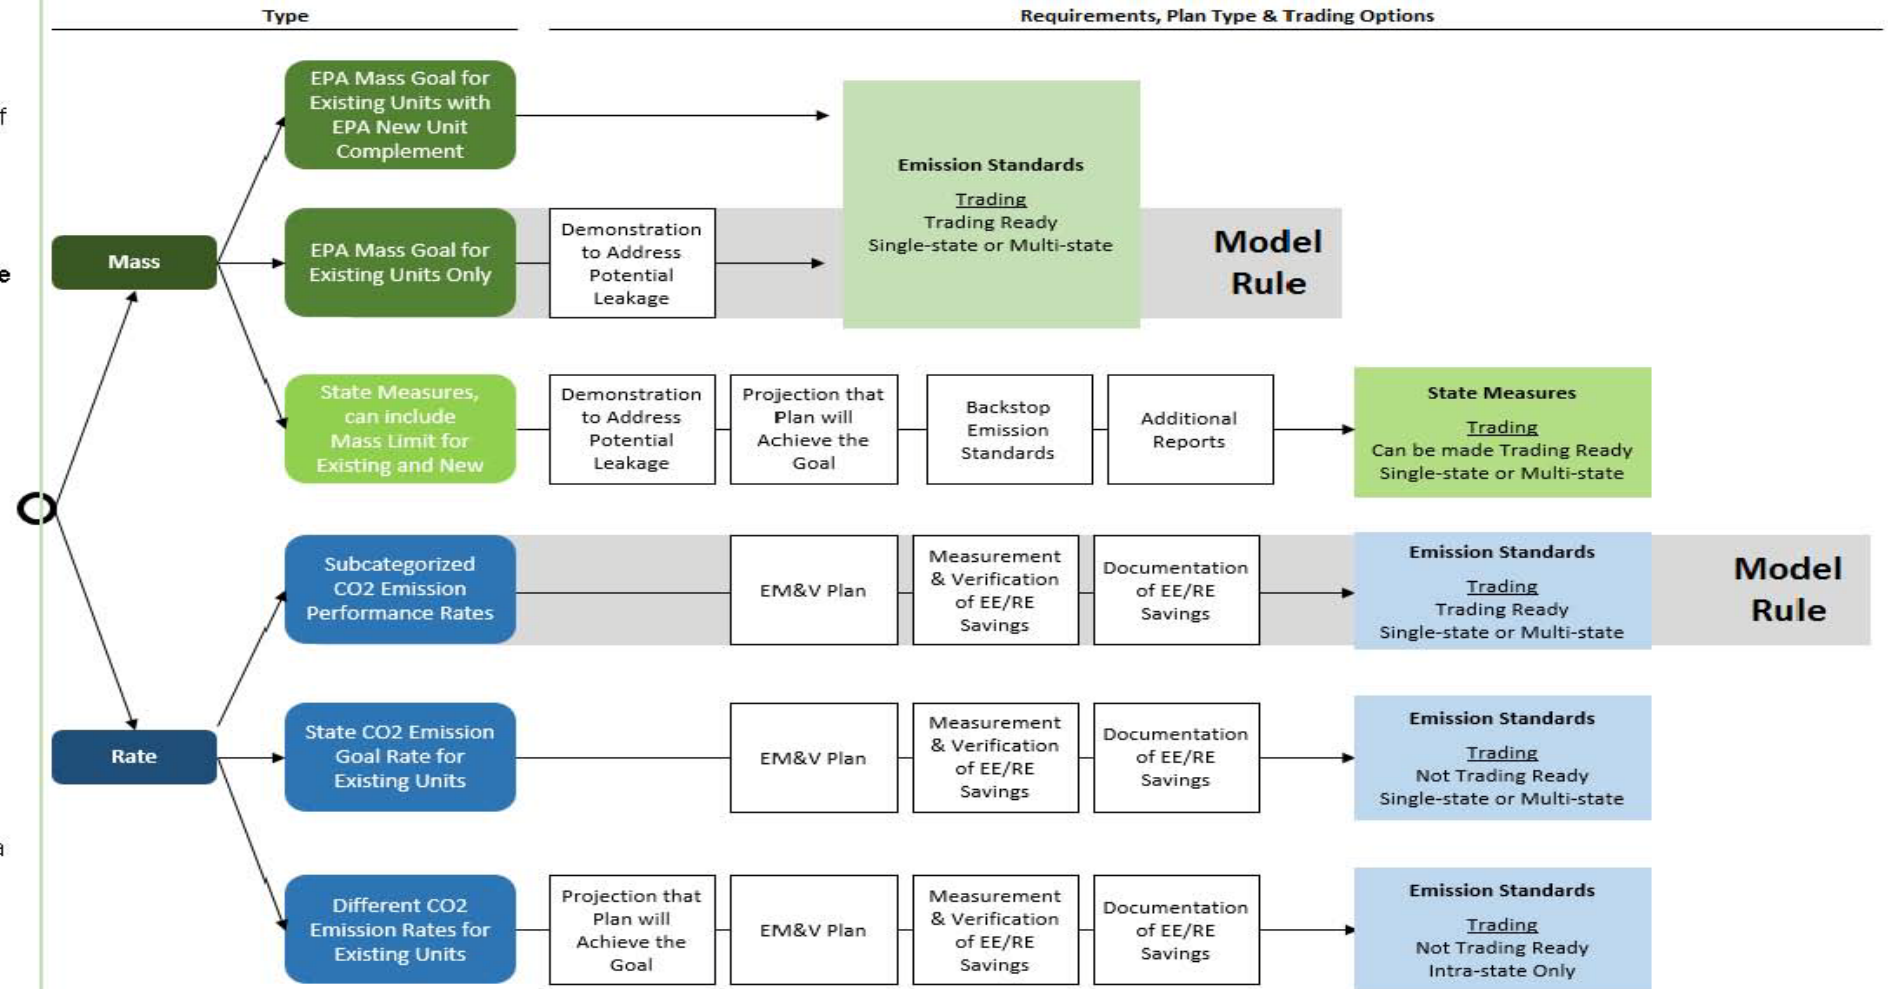 Type
Requirements, Plan Type & Trading Options
f
e
a
Mass
EPA Mass Goal for
Existing Units with
EPA New Unit
Complement
Emission Standards
Trading
Trading Ready
Single-state or Multi-state
EPA Mass Goal for
Existing Units Only
Demonstration
to Address
Potential
Leakage
Model
Rule
State Measures,
can include
Mass Limit for
Existing and New
Demonstration
to Address
Potential
Leakage
Projection that
Plan will
Achieve the
Goal
Backstop
Emission
Standards
Additional
Reports
State Measures
Trading
Can be made Trading Ready
Single-state or Multi-state
Rate
Subcategorized
CO2 Emission
Performance Rates
EM&V Plan
Measurement
& Verification
of EE/RE
Savings
Documentation
of EE/RE
Savings
Emission Standards
Trading
Trading Ready
Single-state or Multi-state
Model
Rule
State CO2 Emission
Goal Rate for
Existing Units
EM&V Plan
Measurement
& Verification
of EE/RE
Savings
Documentation
of EE/RE
Savings
Emission Standards
Trading
Not Trading Ready
Single-state or Multi-state
Different CO2
Emission Rates for
Existing Units
Projection that
Plan will
Achieve the
Goal
EM&V Plan
Measurement
& Verification
of EE/RE
Savings
Documentation
of EE/RE
Savings
Emission Standards
Trading
Not Trading Ready
Intra-state Only